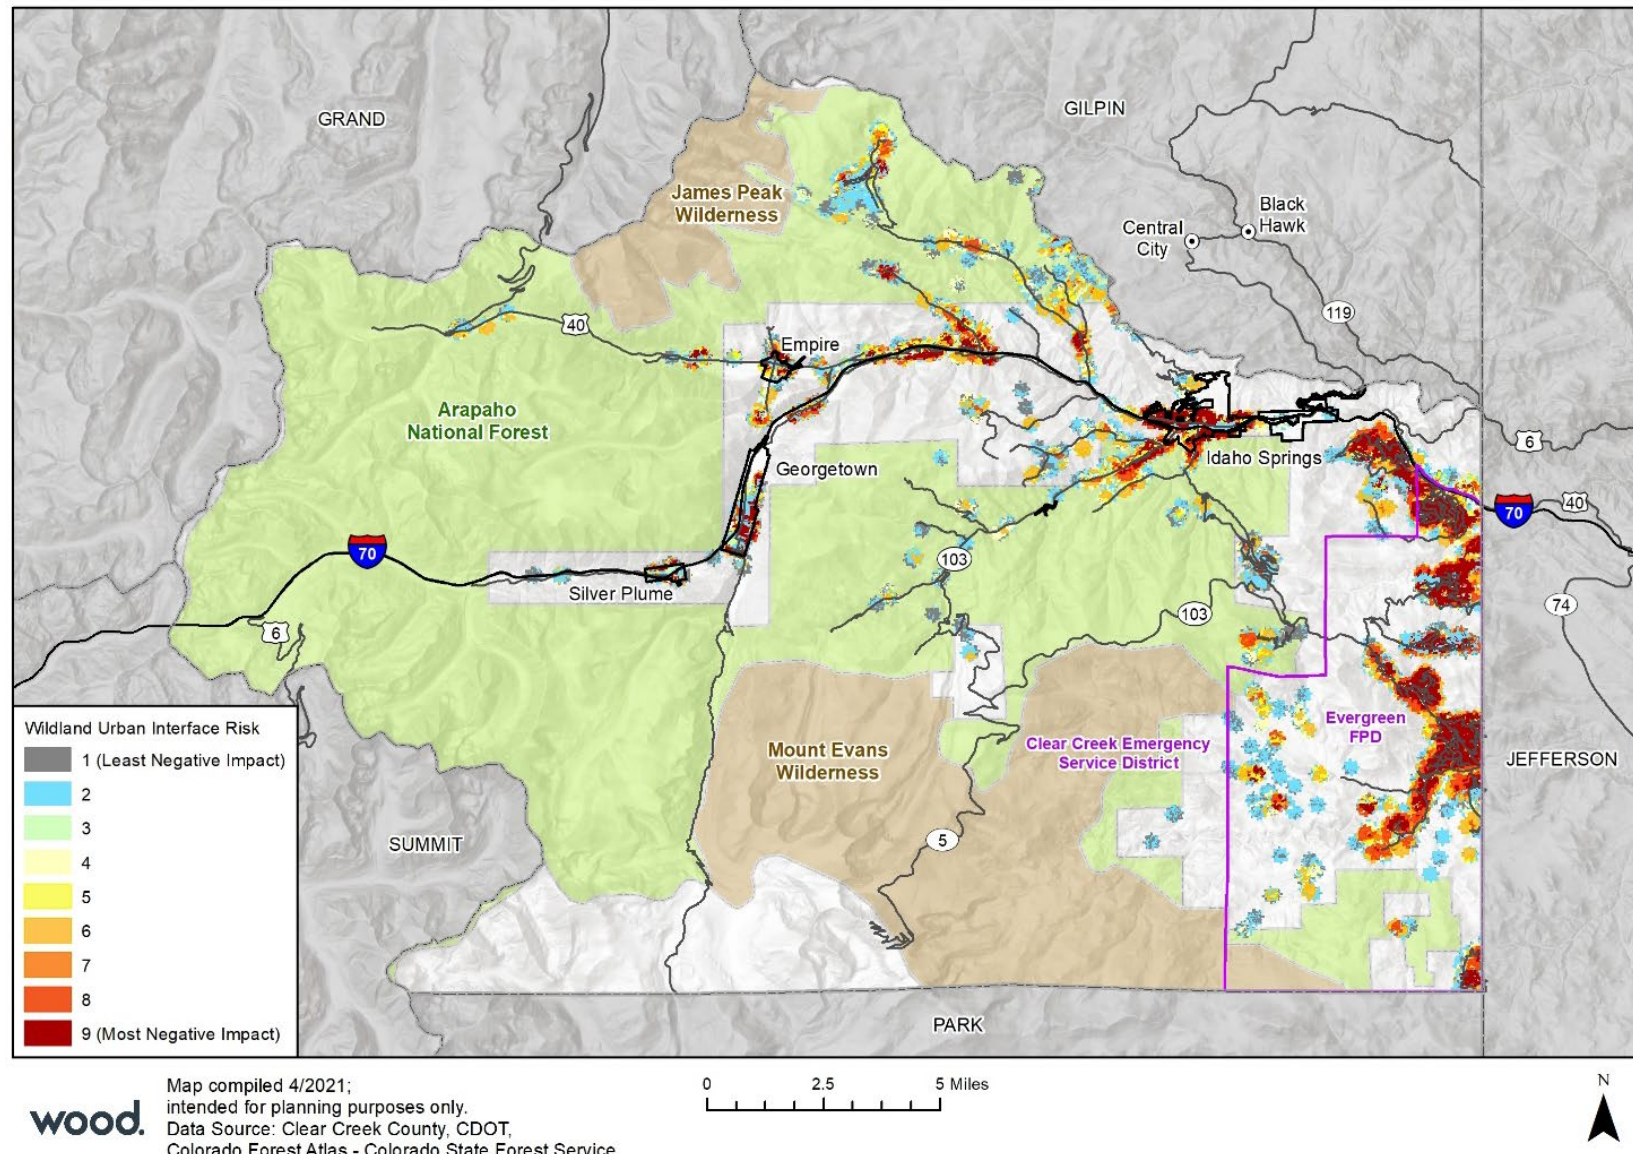 GRAND
GILPIN
James Peak
Wilderness
Black
Hawk
Central
City
119
40
Empire
Arapaho
National Forest
6
Idaho Springs
Georgetown
70
40
70
103
Silver Plume
103
74
6
Wildland Urban Interface Risk
1 (Least Negative Impact)
2
3
4
5
6
7
8
9 (Most Negative Impact)
Evergreen
FPD
Clear Creek Emergency
Service District
Mount Evans
Wilderness
JEFFERSON
5
SUMMIT
PARK
wood.
Map compiled 4/2021;
intended for planning purposes only.
Data Source: Clear Creek County, CDOT,
Colorado Forest Atlas - Colorado State Forest Service
0 2.5 5 Miles
N